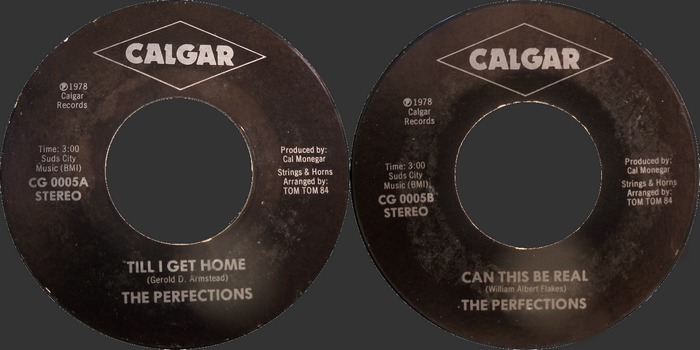 CALGAR
℗1978
Calgar
Records
Time: 3:00
Suds City
Music (BMI)
CG 0005A
STEREO
Produced by:
Cal Monegar
Strings & Horns
Arranged by:
TOM TOM 84
TILL I GET HOME
(Gerold D. Armstead)
THE PERFECTIONS
CALGAR
℗1978
Calgar
Records
Time: 3:00
Suds City
Music (BMI)
CG 0005B
STEREO
Produced by:
Cal Monegar
Strings & Horns
Arranged by:
TOM TOM 84
CAN THIS BE REAL
(William Albert Flakes)
THE PERFECTIONS